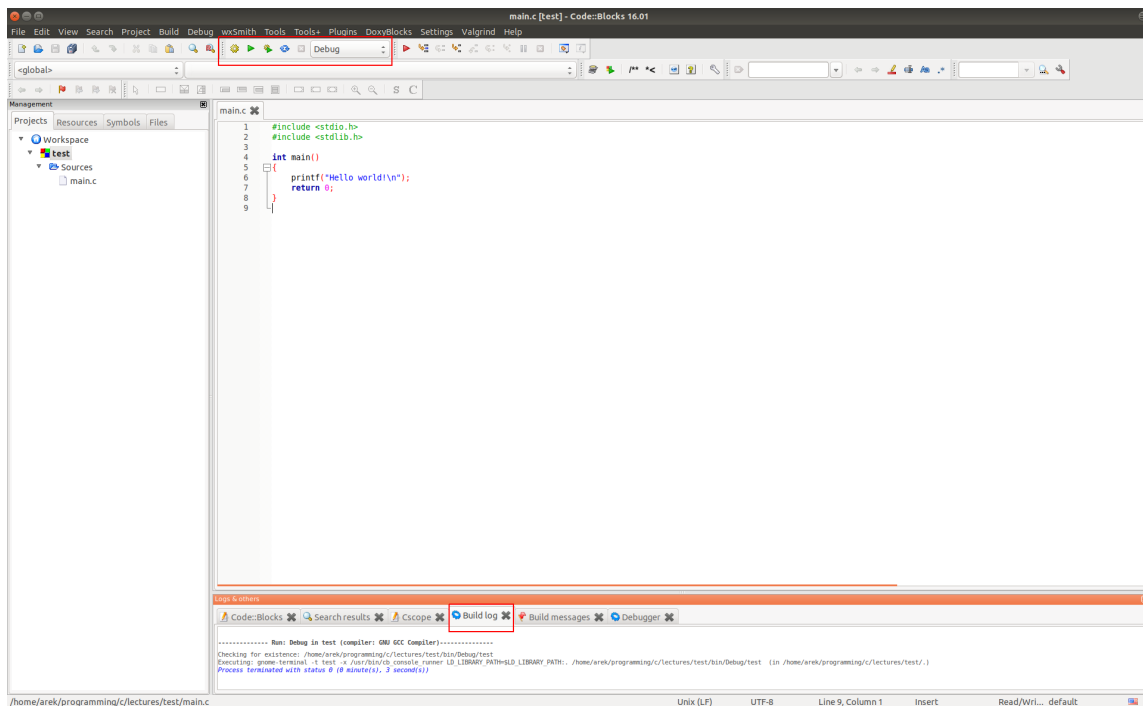 main.c [test] - Code::Blocks 16.01
File Edit View Search Project Build Debug wxSmith Tools Tools+ Plugins DoxyBlocks Settings Valgrind Help
Debug
<global>
/** *<
.*
S C
Management
Projects Resources Symbols Files
Workspace
test
Sources
main.c
main.c
1 #include <stdio.h>
2 #include <stdlib.h>
3
4 int main()
5 {
6 printf("Hello world!\n");
7 return 0;
8 }
9
Logs & others
Code::Blocks Search results Cscope Build log Build messages Debugger
-------------- Run: Debug in test (compiler: GNU GCC Compiler)---------------
Checking for existence: /home/arek/programming/c/lectures/test/bin/Debug/test
Executing: gnome-terminal -t test -x /usr/bin/cb_console_runner LD_LIBRARY_PATH=$LD_LIBRARY_PATH:. /home/arek/programming/c/lectures/test/bin/Debug/test (in /home/arek/programming/c/lectures/test/.)
Process terminated with status 0 (0 minute(s), 3 second(s))
/home/arek/programming/c/lectures/test/main.c Unix (LF) UTF-8 Line 9, Column 1 Insert Read/Wri... default